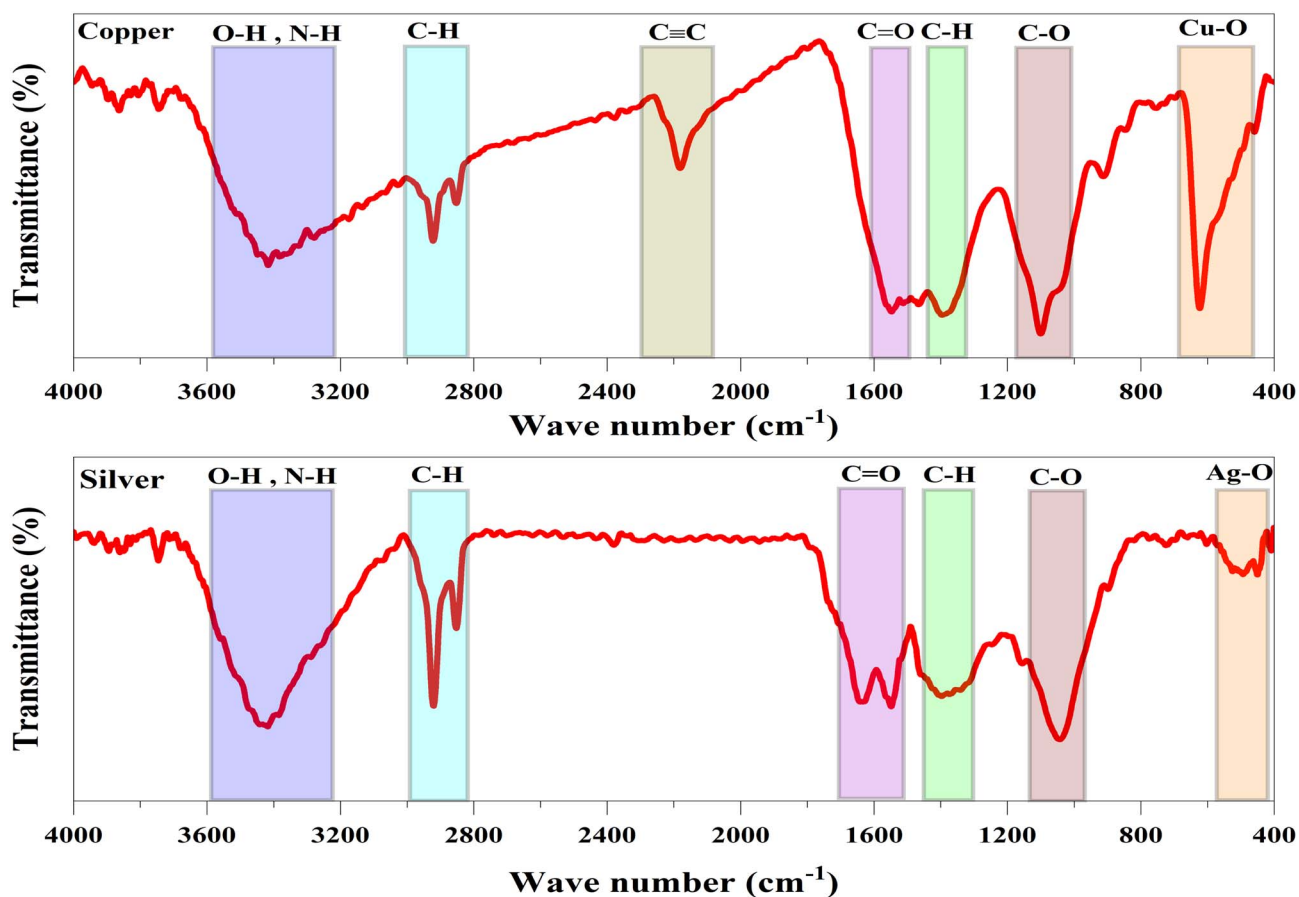 Copper O-H , N-H C-H C≡C C=O C-H C-O Cu-O
Transmittance (%)
4000 3600 3200 2800 2400 2000 1600 1200 800 400
Wave number (cm⁻¹)
Silver O-H , N-H C-H C=O C-H C-O Ag-O
Transmittance (%)
4000 3600 3200 2800 2400 2000 1600 1200 800 400
Wave number (cm⁻¹)